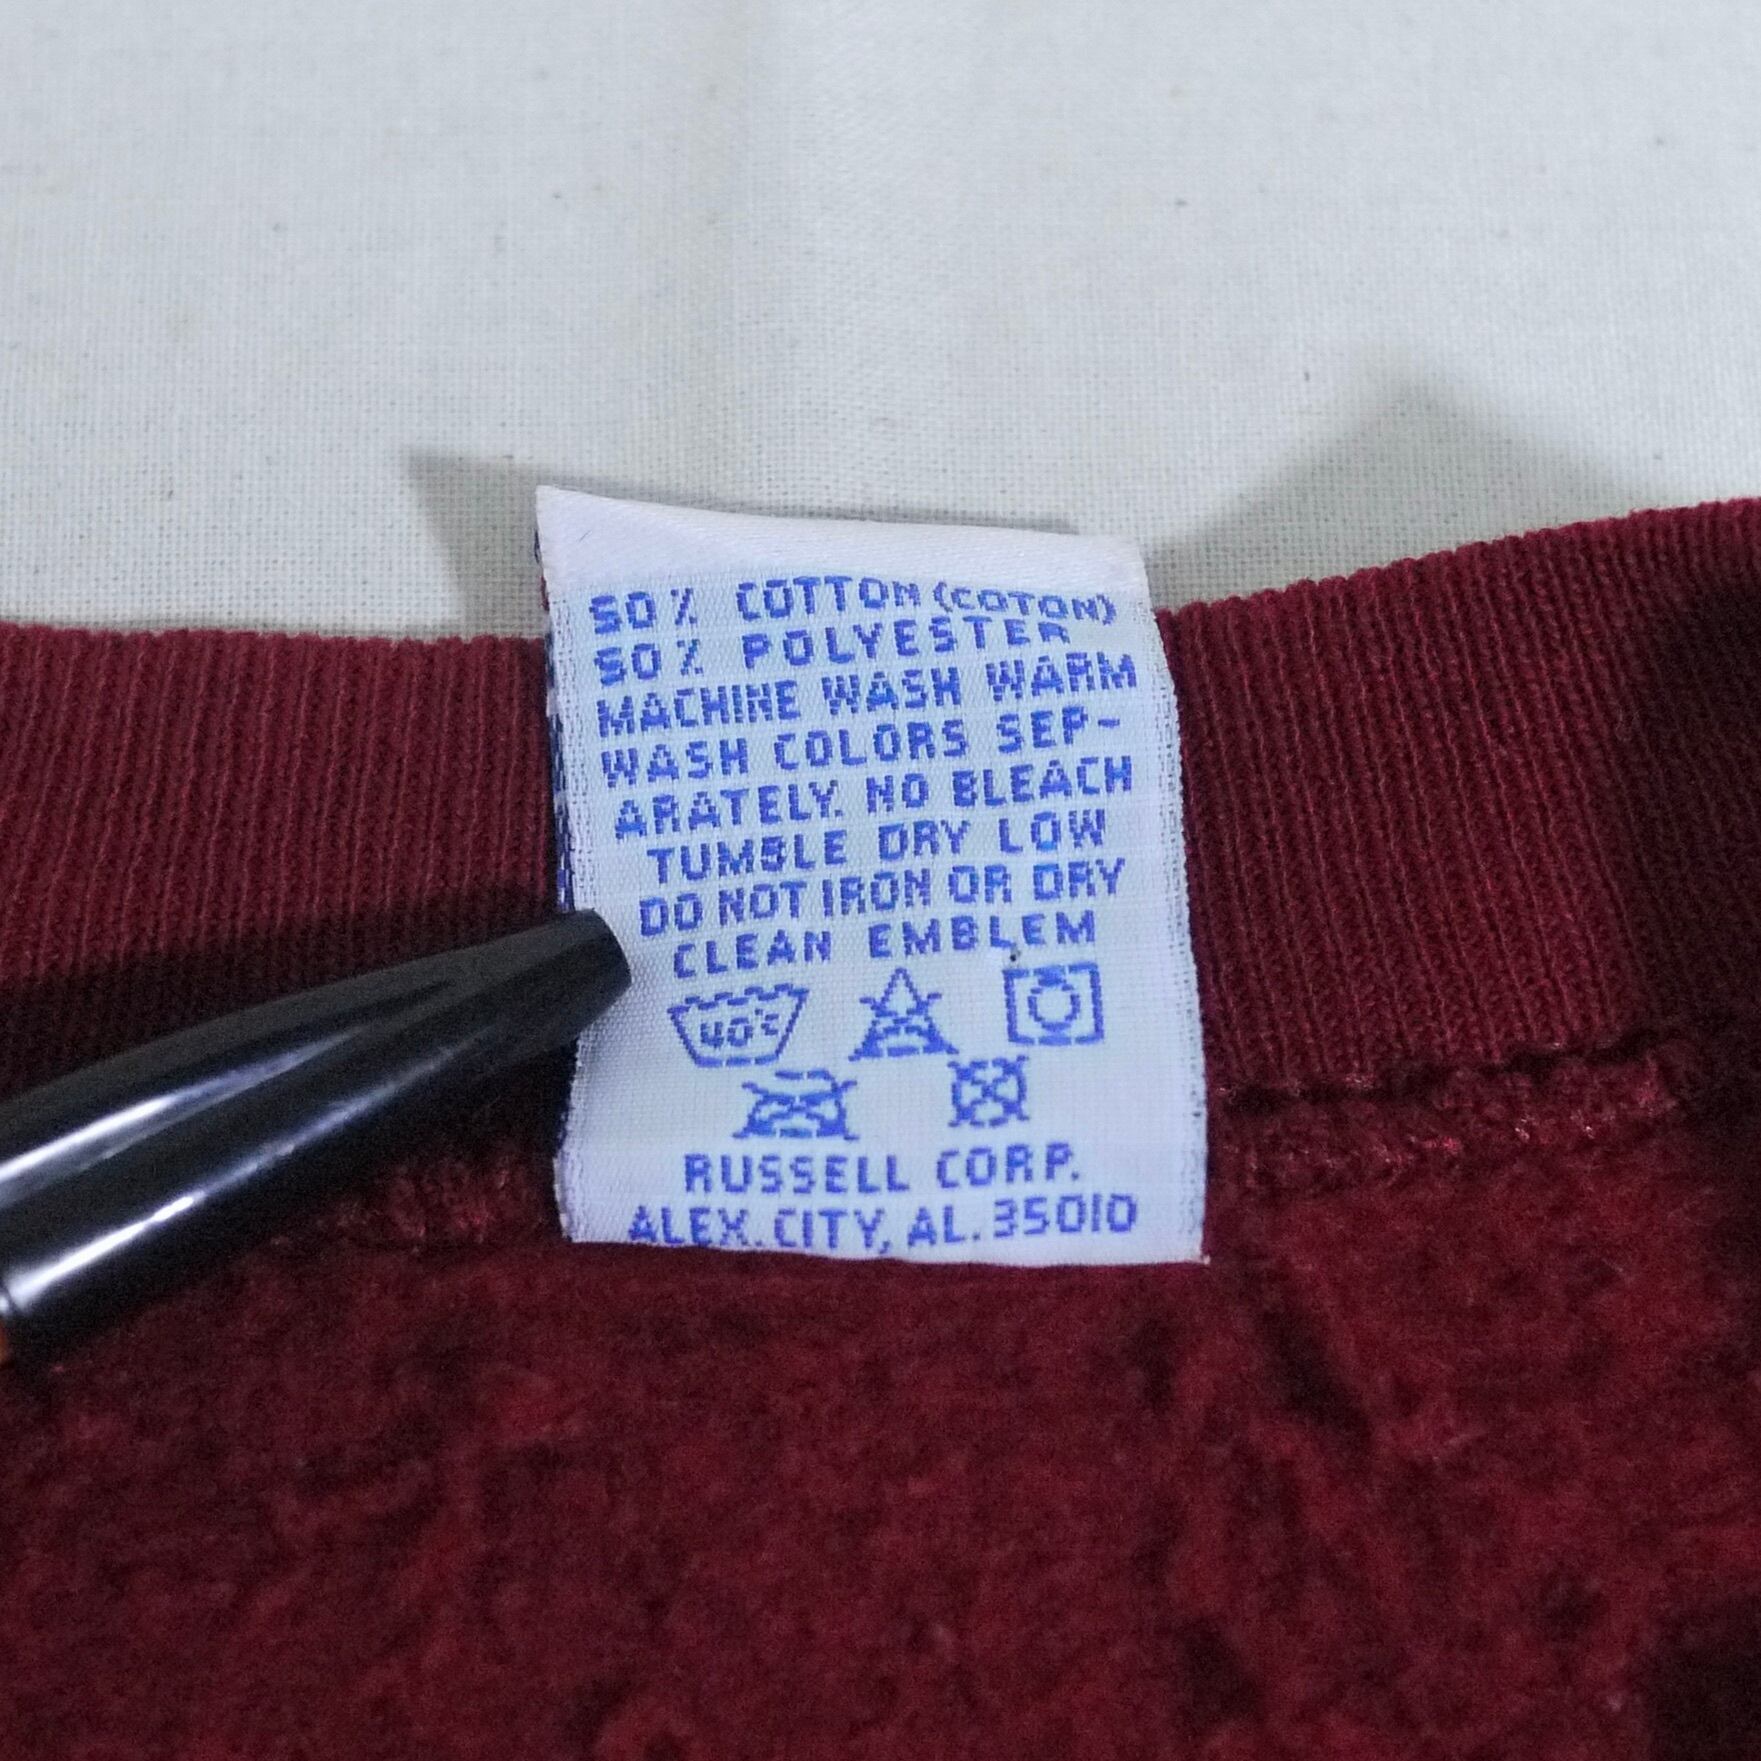 50% COTTON (COTON)
50% POLYESTER
MACHINE WASH WARM
WASH COLORS SEP-
ARATELY. NO BLEACH
TUMBLE DRY LOW
DO NOT IRON OR DRY
CLEAN EMBLEM
40°C
RUSSELL CORP.
ALEX. CITY, AL. 35010